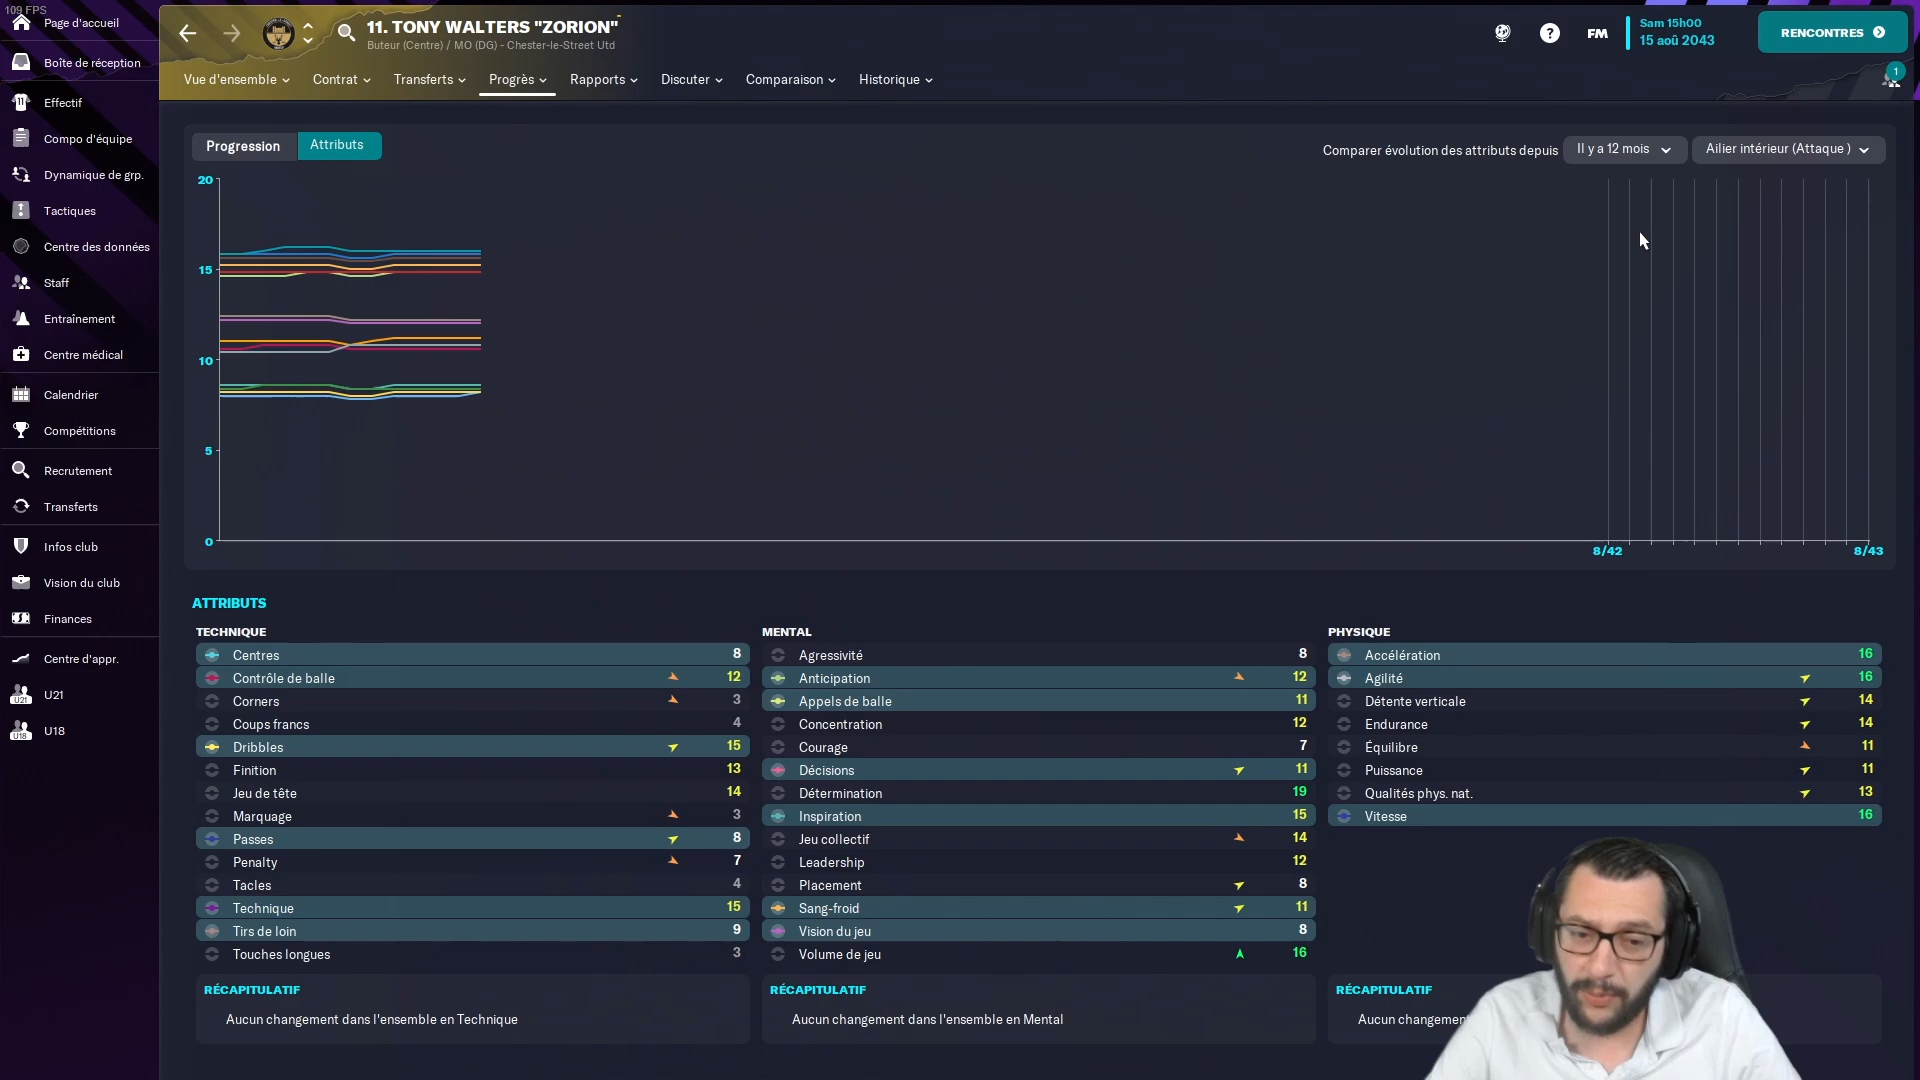 109 FPS
Page d'accueil
Boîte de réception
Effectif
Compo d'équipe
Dynamique de grp.
Tactiques
Centre des données
Staff
Entraînement
Centre médical
Calendrier
Compétitions
Recrutement
Transferts
Infos club
Vision du club
Finances
Centre d'appr.
U21
U21
U18
U18
11. TONY WALTERS "ZORION"
Buteur (Centre) / MO (DG) - Chester-le-Street Utd
FM
Sam 15h00
15 aoû 2043
RENCONTRES
1
Vue d'ensemble
Contrat
Transferts
Progrès
Rapports
Discuter
Comparaison
Historique
Progression
Attributs
Comparer évolution des attributs depuis
Il y a 12 mois
Ailier intérieur (Attaque )
20
15
10
5
0
8/42
8/43
ATTRIBUTS
TECHNIQUE
Centres 8
Contrôle de balle 12
Corners 3
Coups francs 4
Dribbles 15
Finition 13
Jeu de tête 14
Marquage 3
Passes 8
Penalty 7
Tacles 4
Technique 15
Tirs de loin 9
Touches longues 3
RÉCAPITULATIF
Aucun changement dans l'ensemble en Technique
MENTAL
Agressivité 8
Anticipation 12
Appels de balle 11
Concentration 12
Courage 7
Décisions 11
Détermination 19
Inspiration 15
Jeu collectif 14
Leadership 12
Placement 8
Sang-froid 11
Vision du jeu 8
Volume de jeu 16
RÉCAPITULATIF
Aucun changement dans l'ensemble en Mental
PHYSIQUE
Accélération 16
Agilité 16
Détente verticale 14
Endurance 14
Équilibre 11
Puissance 11
Qualités phys. nat. 13
Vitesse 16
RÉCAPITULATIF
Aucun changement